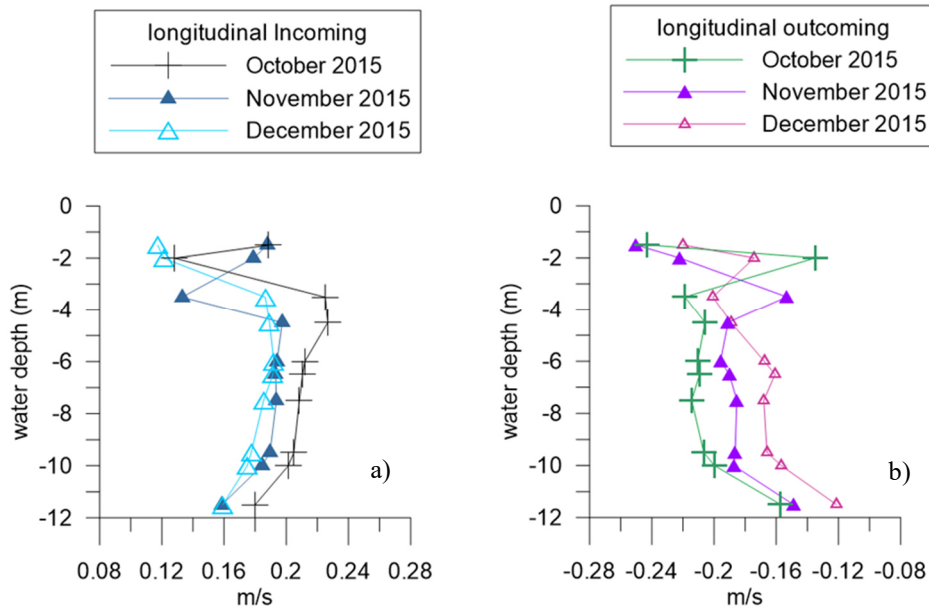 longitudinal Incoming
October 2015
November 2015
December 2015
longitudinal outcoming
October 2015
November 2015
December 2015
0
-2
-4
-6
-8
-10
-12
water depth (m)
0.08 0.12 0.16 0.2 0.24 0.28
m/s
a)
0
-2
-4
-6
-8
-10
-12
water depth (m)
-0.28 -0.24 -0.2 -0.16 -0.12 -0.08
m/s
b)